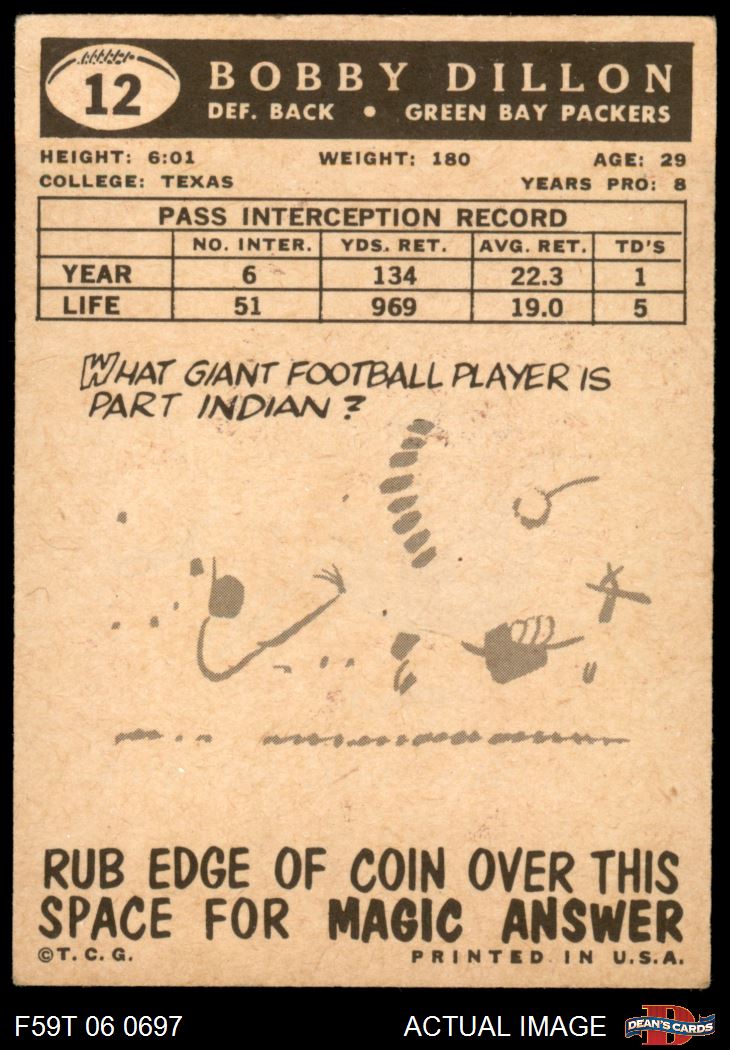 12
BOBBY DILLON
DEF. BACK • GREEN BAY PACKERS
HEIGHT: 6:01 WEIGHT: 180 AGE: 29
COLLEGE: TEXAS YEARS PRO: 8
PASS INTERCEPTION RECORD
NO. INTER. YDS. RET. AVG. RET. TD'S
YEAR 6 134 22.3 1
LIFE 51 969 19.0 5
WHAT GIANT FOOTBALL PLAYER IS
PART INDIAN?
RUB EDGE OF COIN OVER THIS
SPACE FOR MAGIC ANSWER
©T. C. G. PRINTED IN U.S.A.
F59T 06 0697 ACTUAL IMAGE DEAN'S CARDS